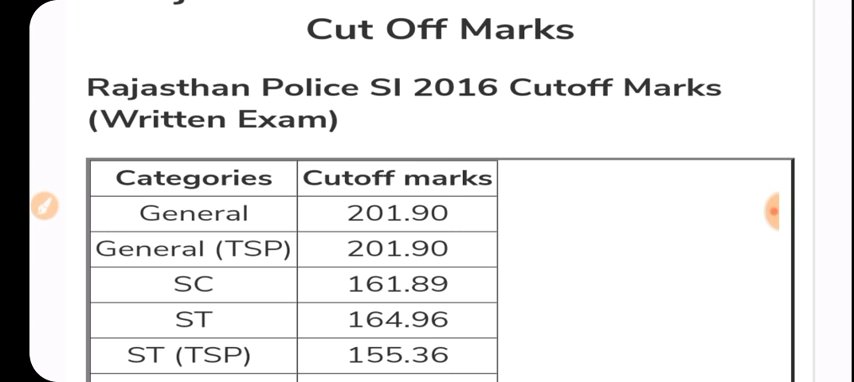 Cut Off Marks
Rajasthan Police SI 2016 Cutoff Marks
(Written Exam)
Categories Cutoff marks
General 201.90
General (TSP) 201.90
SC 161.89
ST 164.96
ST (TSP) 155.36